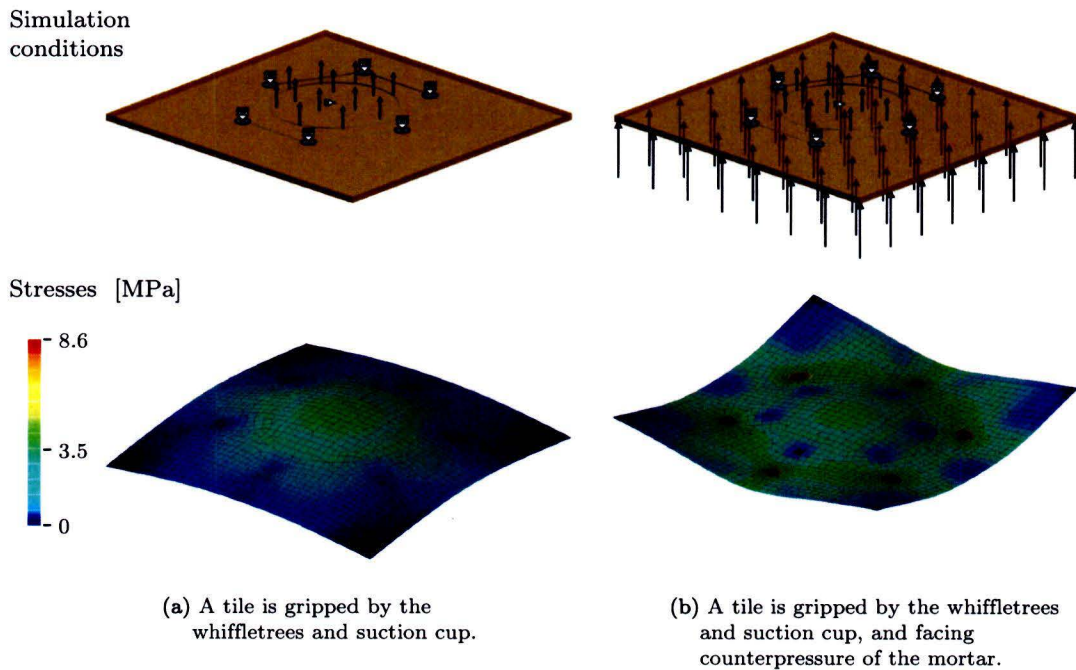 Simulation
conditions
Stresses [MPa]
8.6
3.5
0
(a) A tile is gripped by the
whiffletrees and suction cup.
(b) A tile is gripped by the whiffletrees
and suction cup, and facing
counterpressure of the mortar.